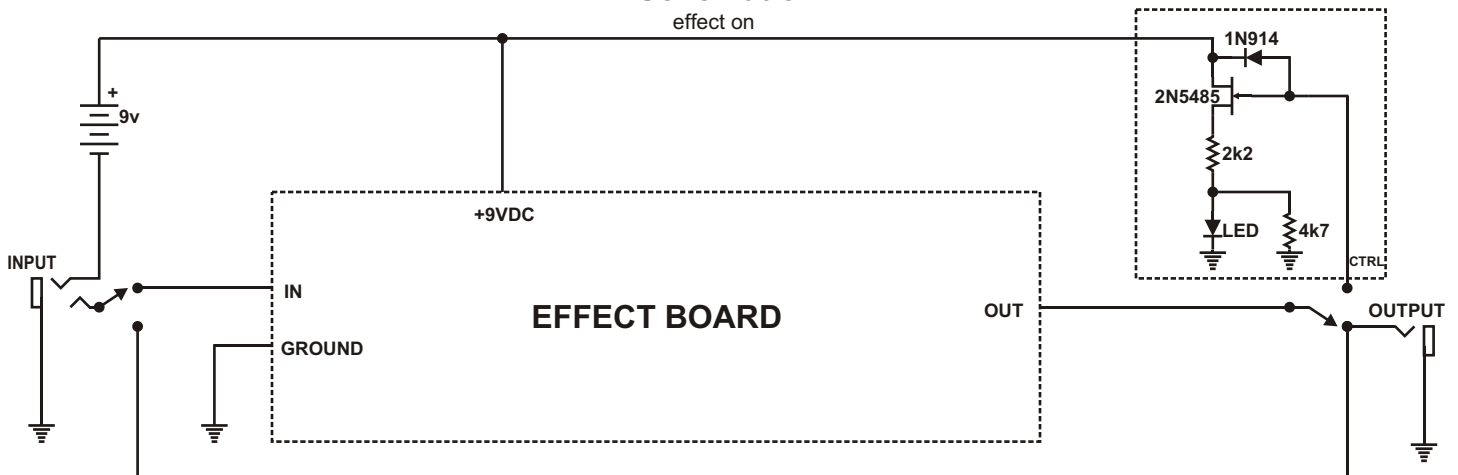 effect on
1N914
+
9v
2N5485
2k2
+9VDC
LED
4k7
INPUT
CTRL
IN
EFFECT BOARD
OUT
OUTPUT
GROUND